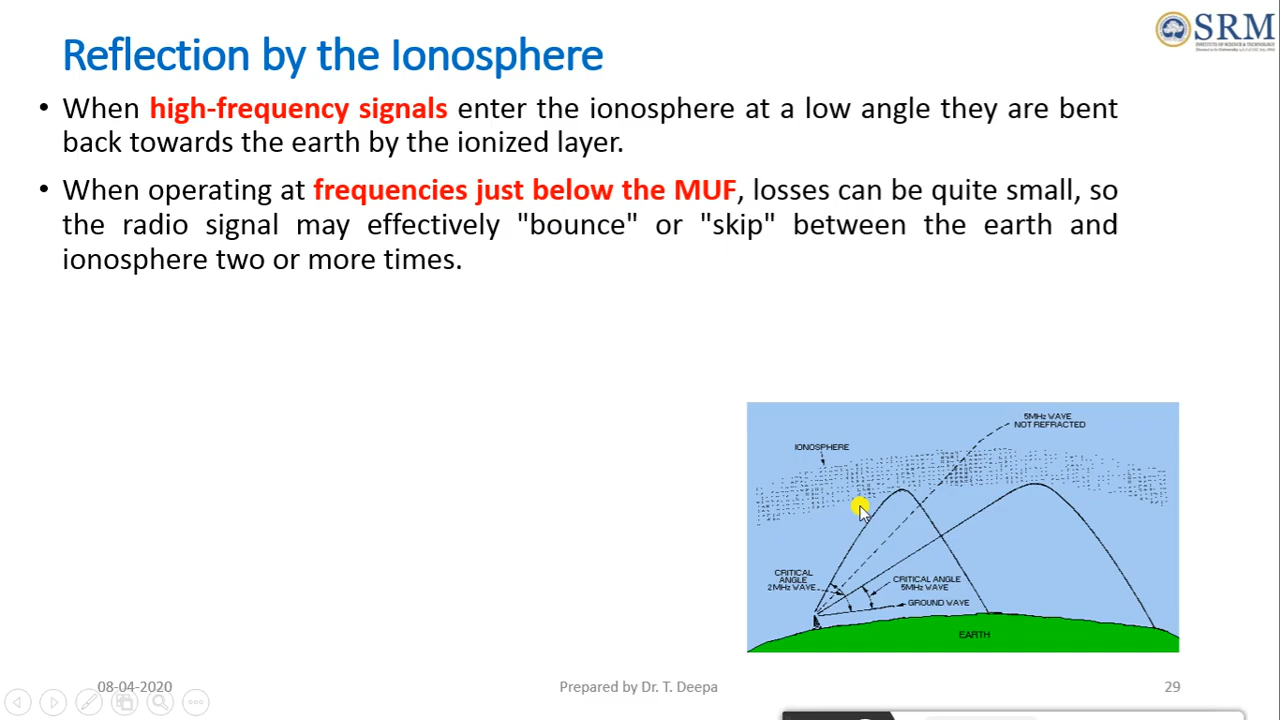 Reflection by the Ionosphere
SRM
INSTITUTE OF SCIENCE & TECHNOLOGY
• When high-frequency signals enter the ionosphere at a low angle they are bent
back towards the earth by the ionized layer.
• When operating at frequencies just below the MUF, losses can be quite small, so
the radio signal may effectively "bounce" or "skip" between the earth and
ionosphere two or more times.
5MHz WAVE
NOT REFRACTED
IONOSPHERE
CRITICAL
ANGLE
2MHz WAVE
CRITICAL ANGLE
5MHz WAVE
GROUND WAVE
EARTH
08-04-2020
Prepared by Dr. T. Deepa
29